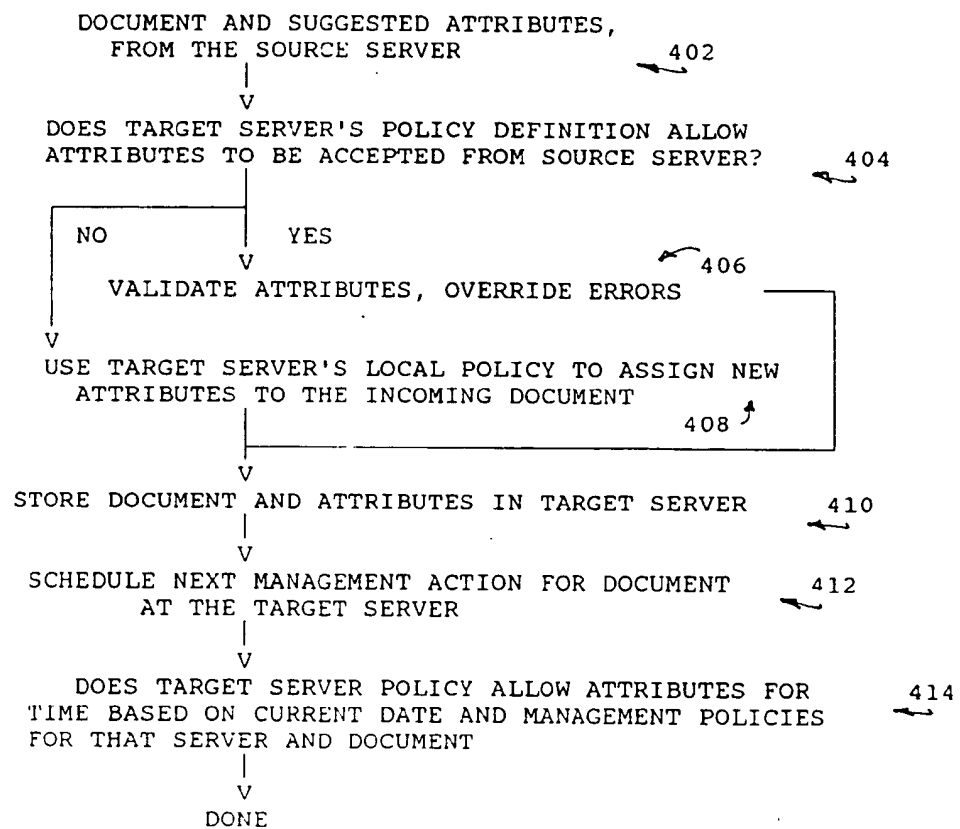 DOCUMENT AND SUGGESTED ATTRIBUTES,
FROM THE SOURCE SERVER
402
V
DOES TARGET SERVER'S POLICY DEFINITION ALLOW
ATTRIBUTES TO BE ACCEPTED FROM SOURCE SERVER?
404
NO YES
V
406
VALIDATE ATTRIBUTES, OVERRIDE ERRORS
V
USE TARGET SERVER'S LOCAL POLICY TO ASSIGN NEW
ATTRIBUTES TO THE INCOMING DOCUMENT
408
V
STORE DOCUMENT AND ATTRIBUTES IN TARGET SERVER
410
V
SCHEDULE NEXT MANAGEMENT ACTION FOR DOCUMENT
412
AT THE TARGET SERVER
V
DOES TARGET SERVER POLICY ALLOW ATTRIBUTES FOR
414
TIME BASED ON CURRENT DATE AND MANAGEMENT POLICIES
FOR THAT SERVER AND DOCUMENT
V
DONE